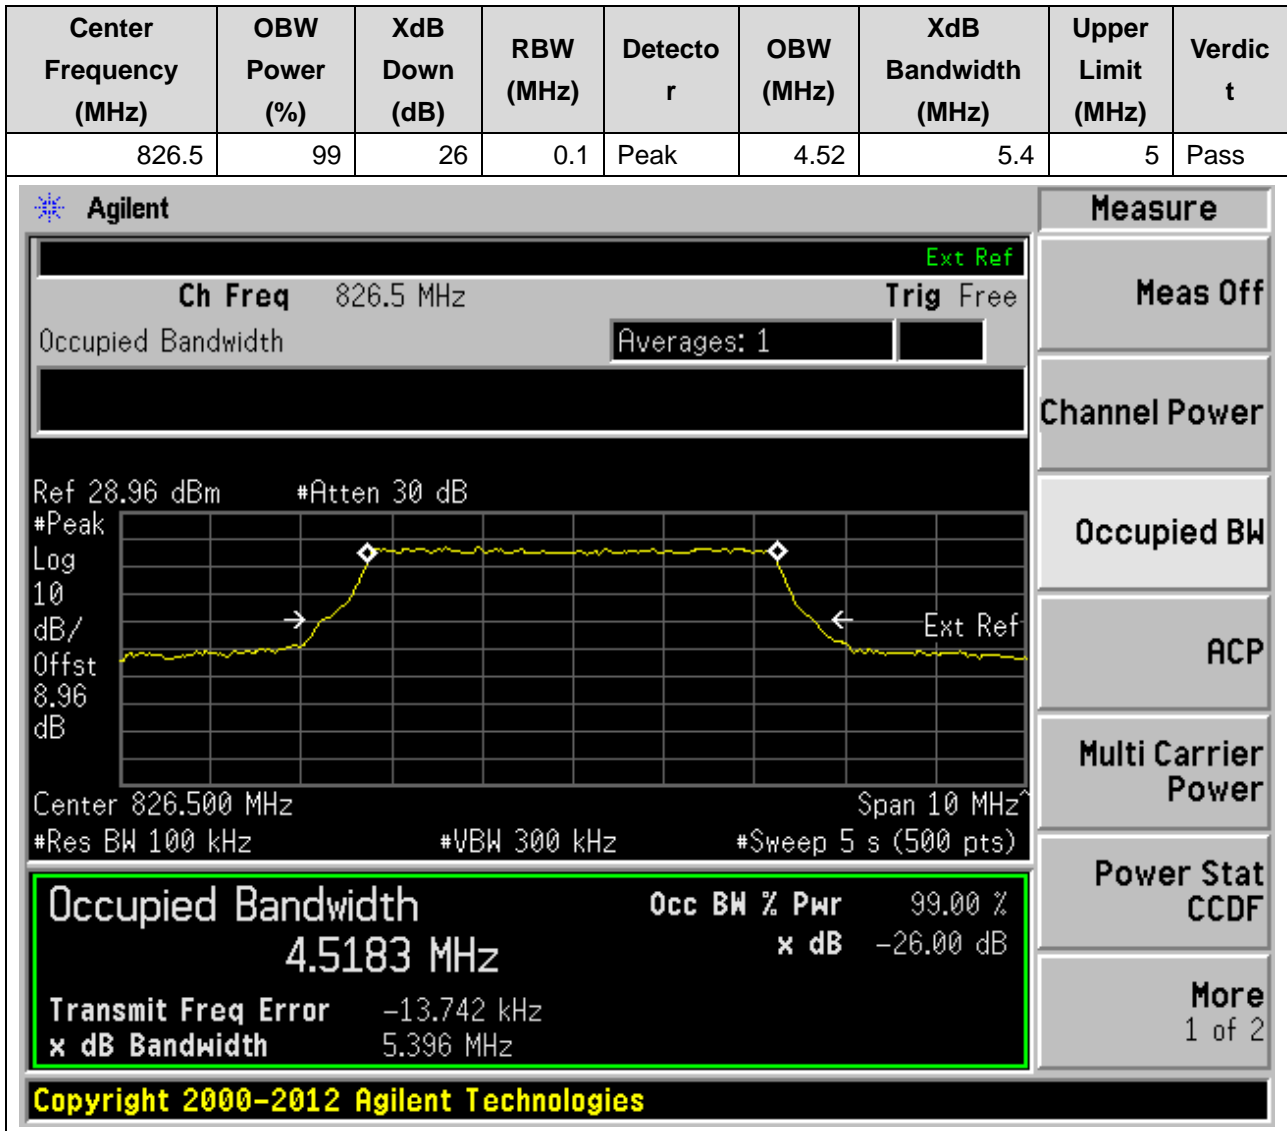 Center Frequency (MHz) OBW Power (%) XdB Down (dB) RBW (MHz) Detecto r OBW (MHz) XdB Bandwidth (MHz) Upper Limit (MHz) Verdic t
826.5 99 26 0.1 Peak 4.52 5.4 5 Pass
Agilent
Measure
Ext Ref
Ch Freq 826.5 MHz Trig Free
Occupied Bandwidth Averages: 1
Meas Off
Channel Power
Occupied BW
ACP
Multi Carrier
Power
Power Stat
CCDF
More
1 of 2
Ref 28.96 dBm #Atten 30 dB
#Peak
Log
10
dB/
Offst
8.96
dB
Ext Ref
Center 826.500 MHz Span 10 MHz^
#Res BW 100 kHz #VBW 300 kHz #Sweep 5 s (500 pts)
Occupied Bandwidth
4.5183 MHz
Occ BW % Pwr 99.00 %
x dB -26.00 dB
Transmit Freq Error -13.742 kHz
x dB Bandwidth 5.396 MHz
Copyright 2000-2012 Agilent Technologies